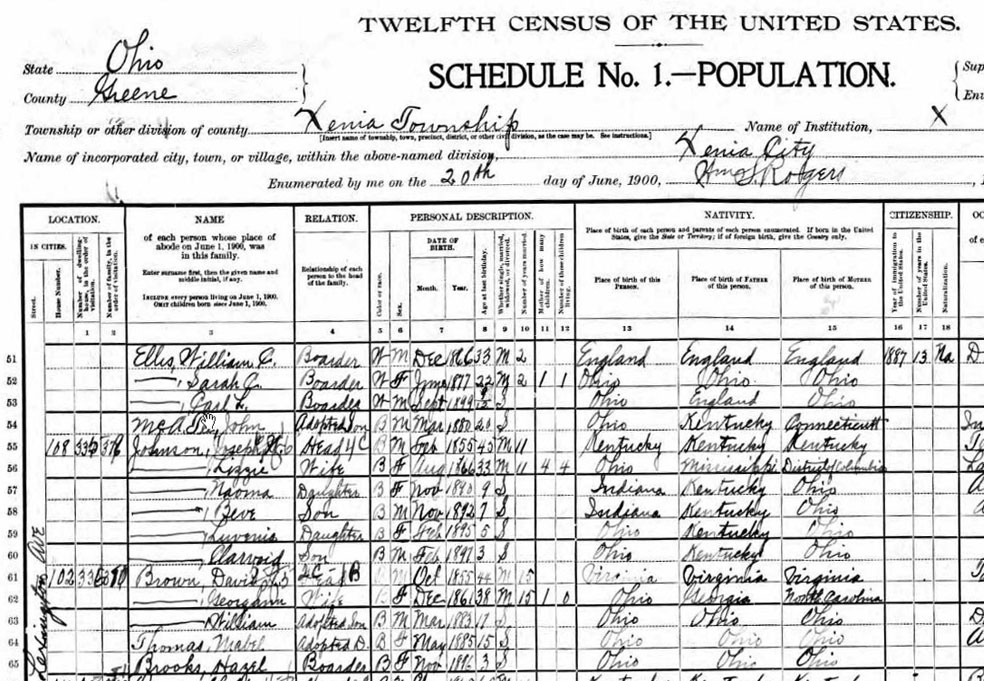 TWELFTH CENSUS OF THE UNITED STATES.
State Ohio
SCHEDULE No. 1.—POPULATION.
County Greene
Township or other division of county Xenia Township Name of Institution, X
[Insert name of township, town, precinct, district, or other civil division, as the case may be. See instructions.]
Name of incorporated city, town, or village, within the above-named division, Xenia City
Enumerated by me on the 20th day of June, 1900, Wm S. Rodgers
LOCATION. NAME RELATION. PERSONAL DESCRIPTION. NATIVITY. CITIZENSHIP.
IN CITIES. Street. House Number. Number of dwelling-house, in the order of visitation. Number of family, in the order of visitation.
of each person whose place of abode on June 1, 1900, was in this family.
Enter surname first, then the given name and middle initial, if any.
INCLUDE every person living on June 1, 1900.
OMIT children born since June 1, 1900.
Relationship of each person to the head of the family.
Color or race. Sex. DATE OF BIRTH. Month. Year. Age at last birthday. Whether single, married, widowed, or divorced. Number of years married. Mother of how many children. Number of these children living.
Place of birth of each person and parents of each person enumerated. If born in the United States, give the State or Territory; if of foreign birth, give the Country only.
Place of birth of this PERSON. Place of birth of FATHER of this person. Place of birth of MOTHER of this person.
Year of immigration to the United States. Number of years in the United States. Naturalization.
1 2 3 4 5 6 7 8 9 10 11 12 13 14 15 16 17 18
51 Ellis, William C. Boarder W M Dec 1866 33 M 2 England England England 1887 13 Na
52 —, Sarah C. Boarder W F June 1877 22 M 2 1 1 Ohio Ohio Ohio
53 —, Carl L. Boarder W M Sept 1899 Ohio England Ohio
54 John Adopted Son B M Mar 1880 20 S Ohio Kentucky Connecticut
55 108 335 Johnson, Joseph Head B M Feb 1855 45 M 11 Kentucky Kentucky Kentucky
56 —, Lizzie Wife B F Aug 1866 33 M 11 4 4 Ohio Mississippi District of Columbia
57 —, Naoma Daughter B F Nov 1890 9 S Indiana Kentucky Ohio
58 —, Beve Son B M Nov 1892 7 S Indiana Kentucky Ohio
59 —, Luvenia Daughter B F Feb 1895 5 S Ohio Kentucky Ohio
60 —, Son B M Feb 1897 3 S Ohio Kentucky Ohio
61 102 336 Brown, David Head M Oct 1855 44 M 15 Virginia Virginia Virginia
62 —, Georgann Wife B F Dec 1861 38 M 15 1 0 Ohio Georgia North Carolina
63 —, William Adopted Son B M Mar 1883 17 S Ohio Ohio Ohio
64 Thomas, Mabel Adopted D. B F May 1885 15 S Ohio Ohio Ohio
65 Brooks, Hazel Boarder B F Nov 1896 3 S Ohio Ohio Ohio
Lexington Ave